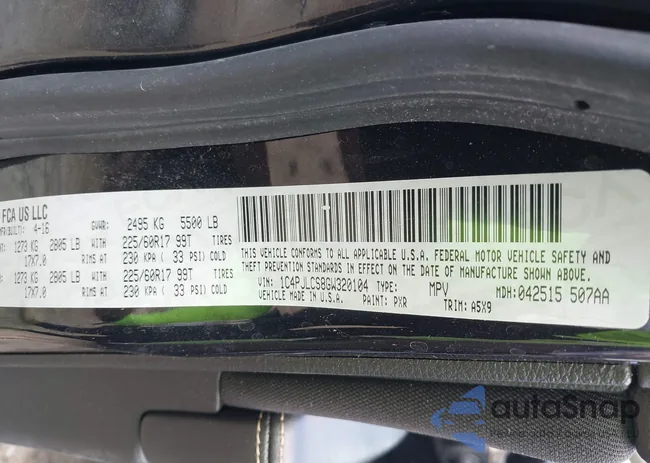 FCA US LLC
MFR/BUILT: 4-16 GVWR: 2495 KG 5500 LB
1273 KG 2805 LB WITH 225/60R17 99T TIRES
17X7.0 RIMS AT 230 KPA ( 33 PSI) COLD
1273 KG 2805 LB WITH 225/60R17 99T TIRES
17X7.0 RIMS AT 230 KPA ( 33 PSI) COLD
THIS VEHICLE CONFORMS TO ALL APPLICABLE U.S.A. FEDERAL MOTOR VEHICLE SAFETY AND
THEFT PREVENTION STANDARDS IN EFFECT ON THE DATE OF MANUFACTURE SHOWN ABOVE.
VIN: 1C4PJLCS8GW320104 TYPE: MPV MDH: 042515 507AA
VEHICLE MADE IN U.S.A. PAINT: PXR TRIM: A5X9
autoSnap